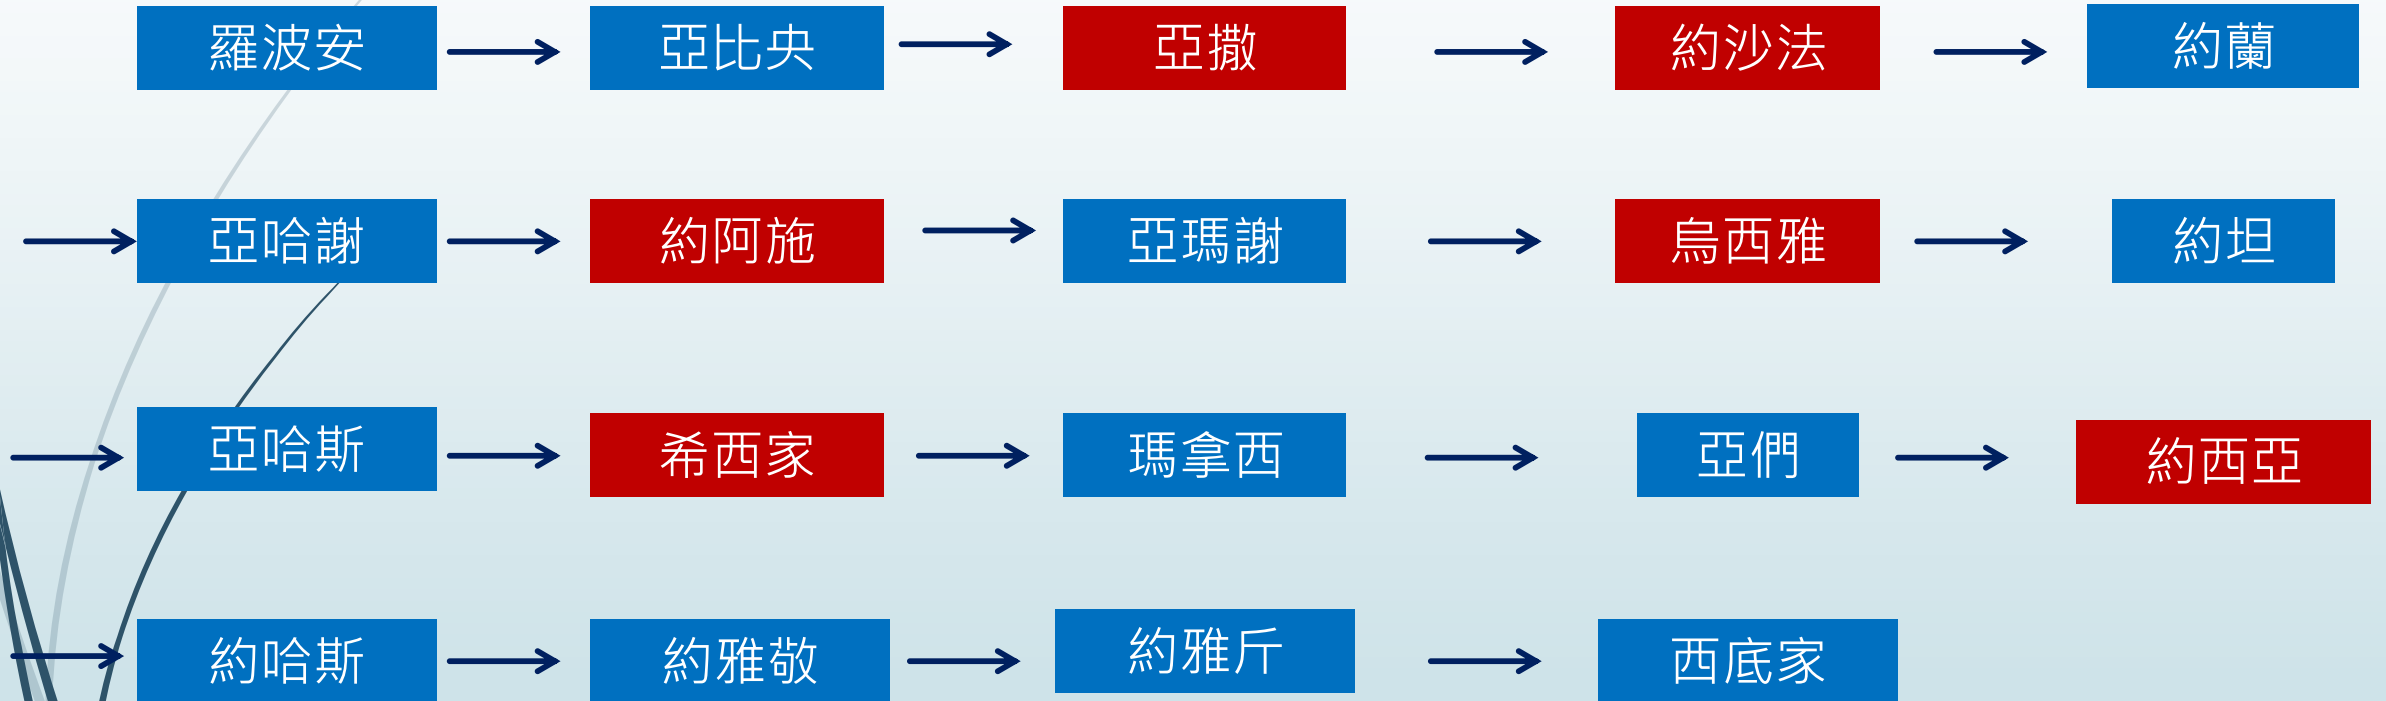 羅波安 亞比央 亞撒 約沙法 約蘭
亞哈謝 約阿施 亞瑪謝 烏西雅 約坦
亞哈斯 希西家 瑪拿西 亞們 約西亞
約哈斯 約雅敬 約雅斤 西底家